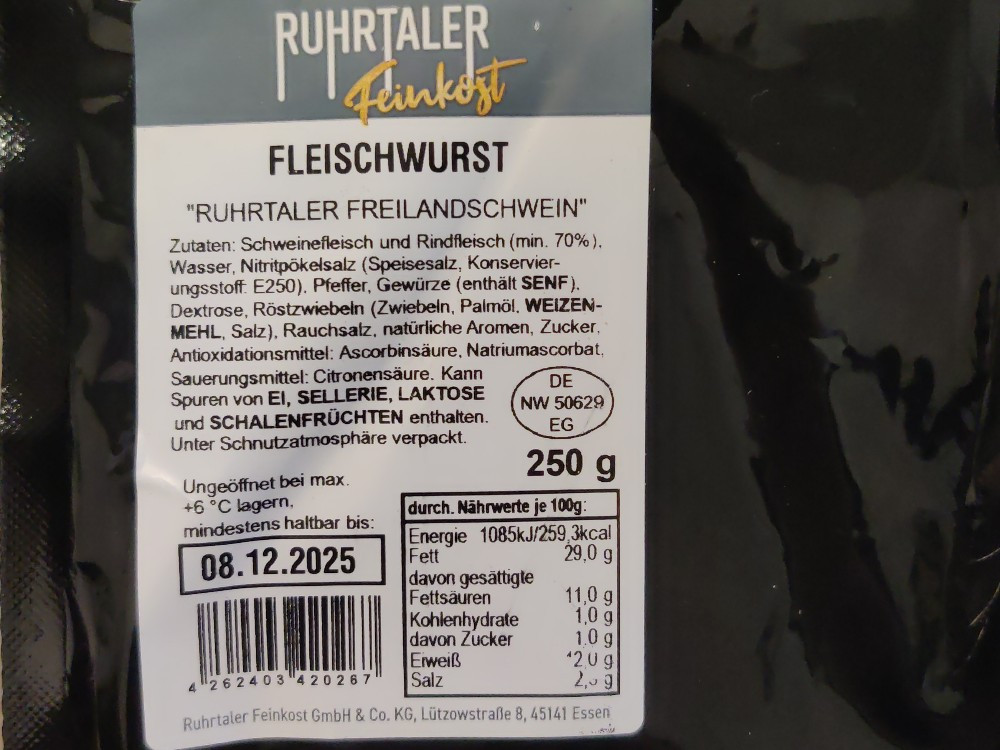 RUHRTALER
Feinkost
FLEISCHWURST
"RUHRTALER FREILANDSCHWEIN"
Zutaten: Schweinefleisch und Rindfleisch (min. 70%),
Wasser, Nitritpökelsalz (Speisesalz, Konservier-
ungsstoff: E250), Pfeffer, Gewürze (enthält SENF),
Dextrose, Röstzwiebeln (Zwiebeln, Palmöl, WEIZEN-
MEHL, Salz), Rauchsalz, natürliche Aromen, Zucker,
Antioxidationsmittel: Ascorbinsäure, Natriumascorbat,
Sauerungsmittel: Citronensäure. Kann
Spuren von EI, SELLERIE, LAKTOSE
und SCHALENFRÜCHTEN enthalten.
Unter Schnutzatmosphäre verpackt.
DE
NW 50629
EG
250 g
Ungeöffnet bei max.
+6 °C lagern,
mindestens haltbar bis:
08.12.2025
durch. Nährwerte je 100g:
Energie 1085kJ/259,3kcal
Fett 29,0 g
davon gesättigte
Fettsäuren 11,0 g
Kohlenhydrate 1,0 g
davon Zucker 1,0 g
Eiweiß g
Salz g
4 262403 420267
Ruhrtaler Feinkost GmbH & Co. KG, Lützowstraße 8, 45141 Essen